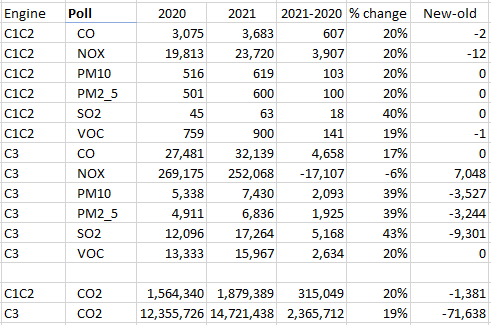 Engine Poll 2020 2021 2021-2020 % change New-old
C1C2 CO 3,075 3,683 607 20% -2
C1C2 NOX 19,813 23,720 3,907 20% -12
C1C2 PM10 516 619 103 20% 0
C1C2 PM2_5 501 600 100 20% 0
C1C2 SO2 45 63 18 40% 0
C1C2 VOC 759 900 141 19% -1
C3 CO 27,481 32,139 4,658 17% 0
C3 NOX 269,175 252,068 -17,107 -6% 7,048
C3 PM10 5,338 7,430 2,093 39% -3,527
C3 PM2_5 4,911 6,836 1,925 39% -3,244
C3 SO2 12,096 17,264 5,168 43% -9,301
C3 VOC 13,333 15,967 2,634 20% 0
C1C2 CO2 1,564,340 1,879,389 315,049 20% -1,381
C3 CO2 12,355,726 14,721,438 2,365,712 19% -71,638